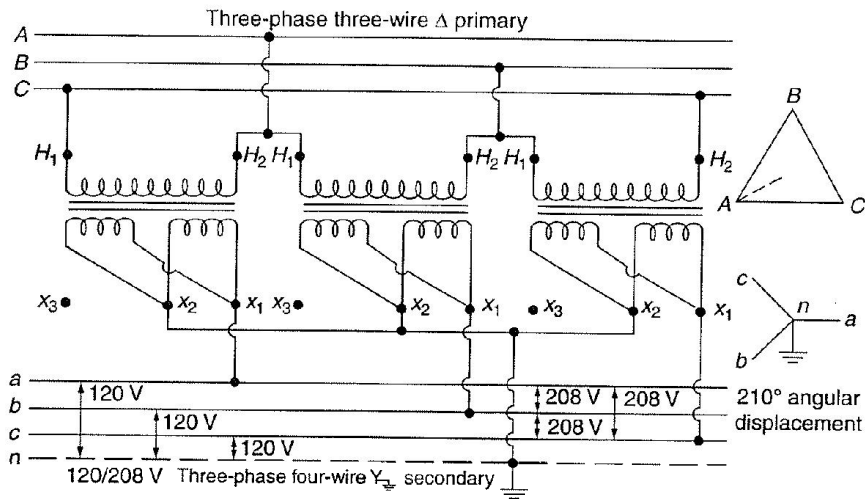 Three-phase three-wire Δ primary
A
B
C
H₁
H₂
H₁
H₂
H₁
H₂
B
A
C
x₃
x₂
x₁
x₃
x₂
x₁
x₃
x₂
x₁
c
n
a
b
a
120 V
208 V
208 V
210° angular
b
120 V
208 V
displacement
c
120 V
n
120/208 V Three-phase four-wire Y secondary